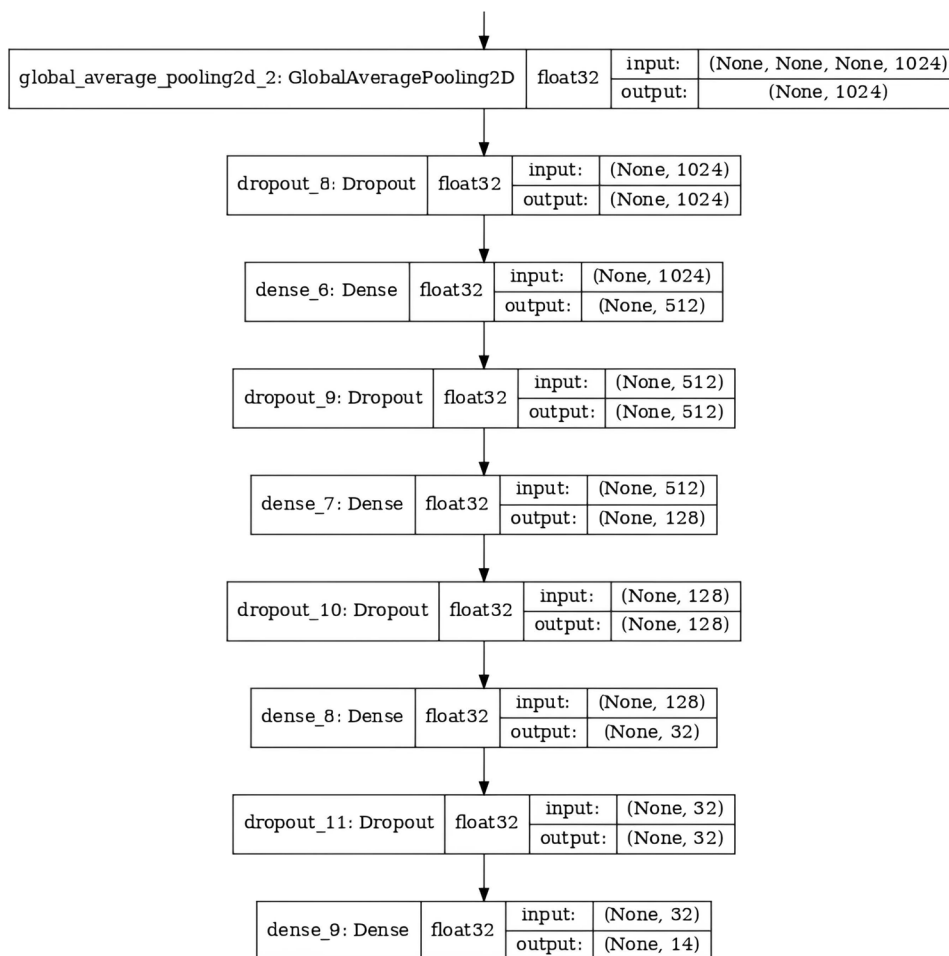 global_average_pooling2d_2: GlobalAveragePooling2D float32 input: (None, None, None, 1024)
output: (None, 1024)
dropout_8: Dropout float32 input: (None, 1024)
output: (None, 1024)
dense_6: Dense float32 input: (None, 1024)
output: (None, 512)
dropout_9: Dropout float32 input: (None, 512)
output: (None, 512)
dense_7: Dense float32 input: (None, 512)
output: (None, 128)
dropout_10: Dropout float32 input: (None, 128)
output: (None, 128)
dense_8: Dense float32 input: (None, 128)
output: (None, 32)
dropout_11: Dropout float32 input: (None, 32)
output: (None, 32)
dense_9: Dense float32 input: (None, 32)
output: (None, 14)